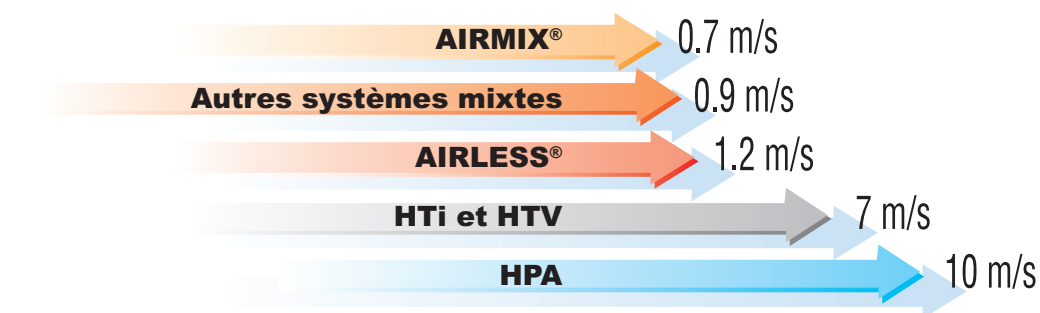 AIRMIX® 0.7 m/s
Autres systèmes mixtes 0.9 m/s
AIRLESS® 1.2 m/s
HTi et HTV 7 m/s
HPA 10 m/s